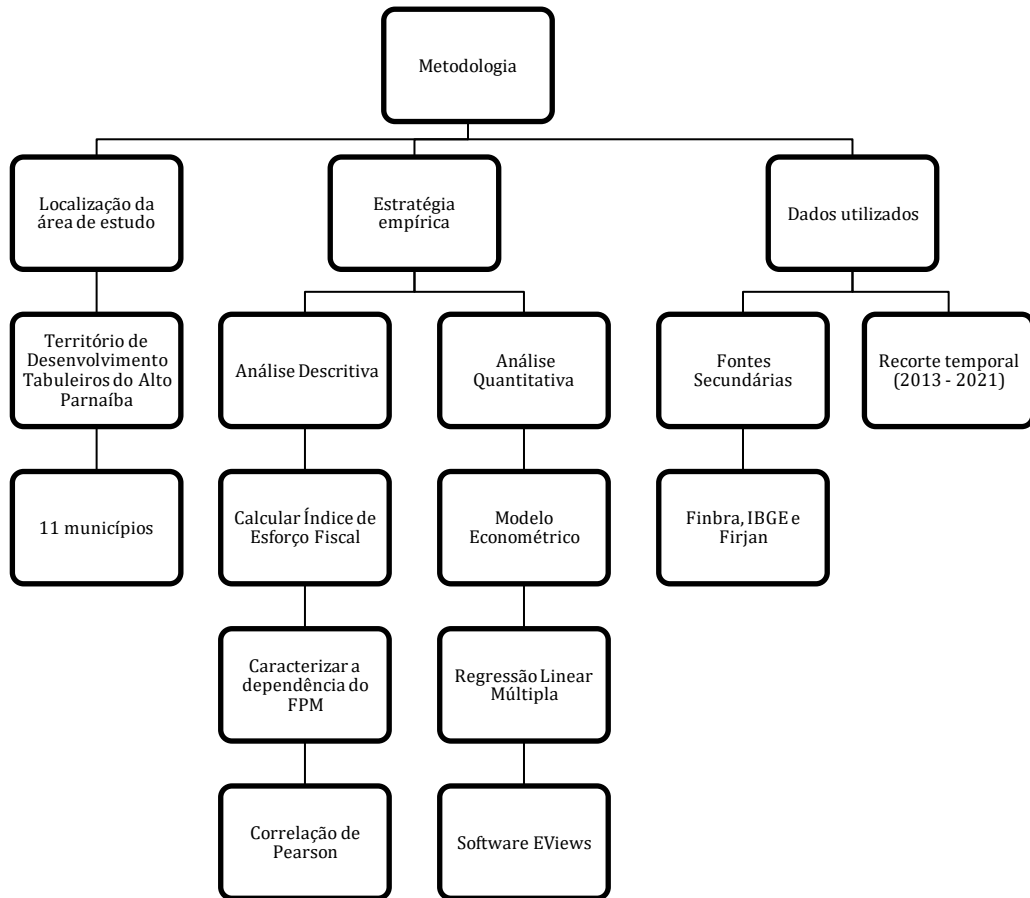 Metodologia
Localização da
área de estudo
Estratégia
empírica
Dados utilizados
Território de
Desenvolvimento
Tabuleiros do Alto
Parnaíba
Análise Descritiva
Análise
Quantitativa
Fontes
Secundárias
Recorte temporal
(2013 - 2021)
11 municípios
Calcular Índice de
Esforço Fiscal
Modelo
Econométrico
Finbra, IBGE e
Firjan
Caracterizar a
dependência do
FPM
Regressão Linear
Múltipla
Correlação de
Pearson
Software EViews